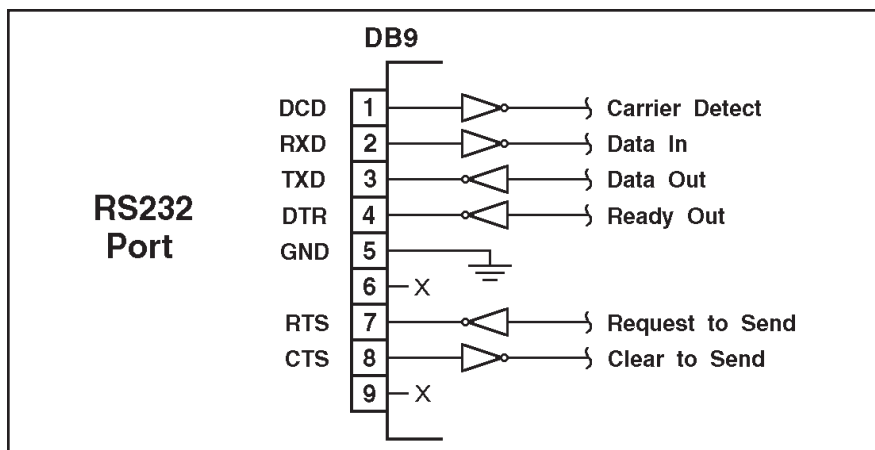 DB9
RS232
Port
DCD 1 Carrier Detect
RXD 2 Data In
TXD 3 Data Out
DTR 4 Ready Out
GND 5
6 X
RTS 7 Request to Send
CTS 8 Clear to Send
9 X